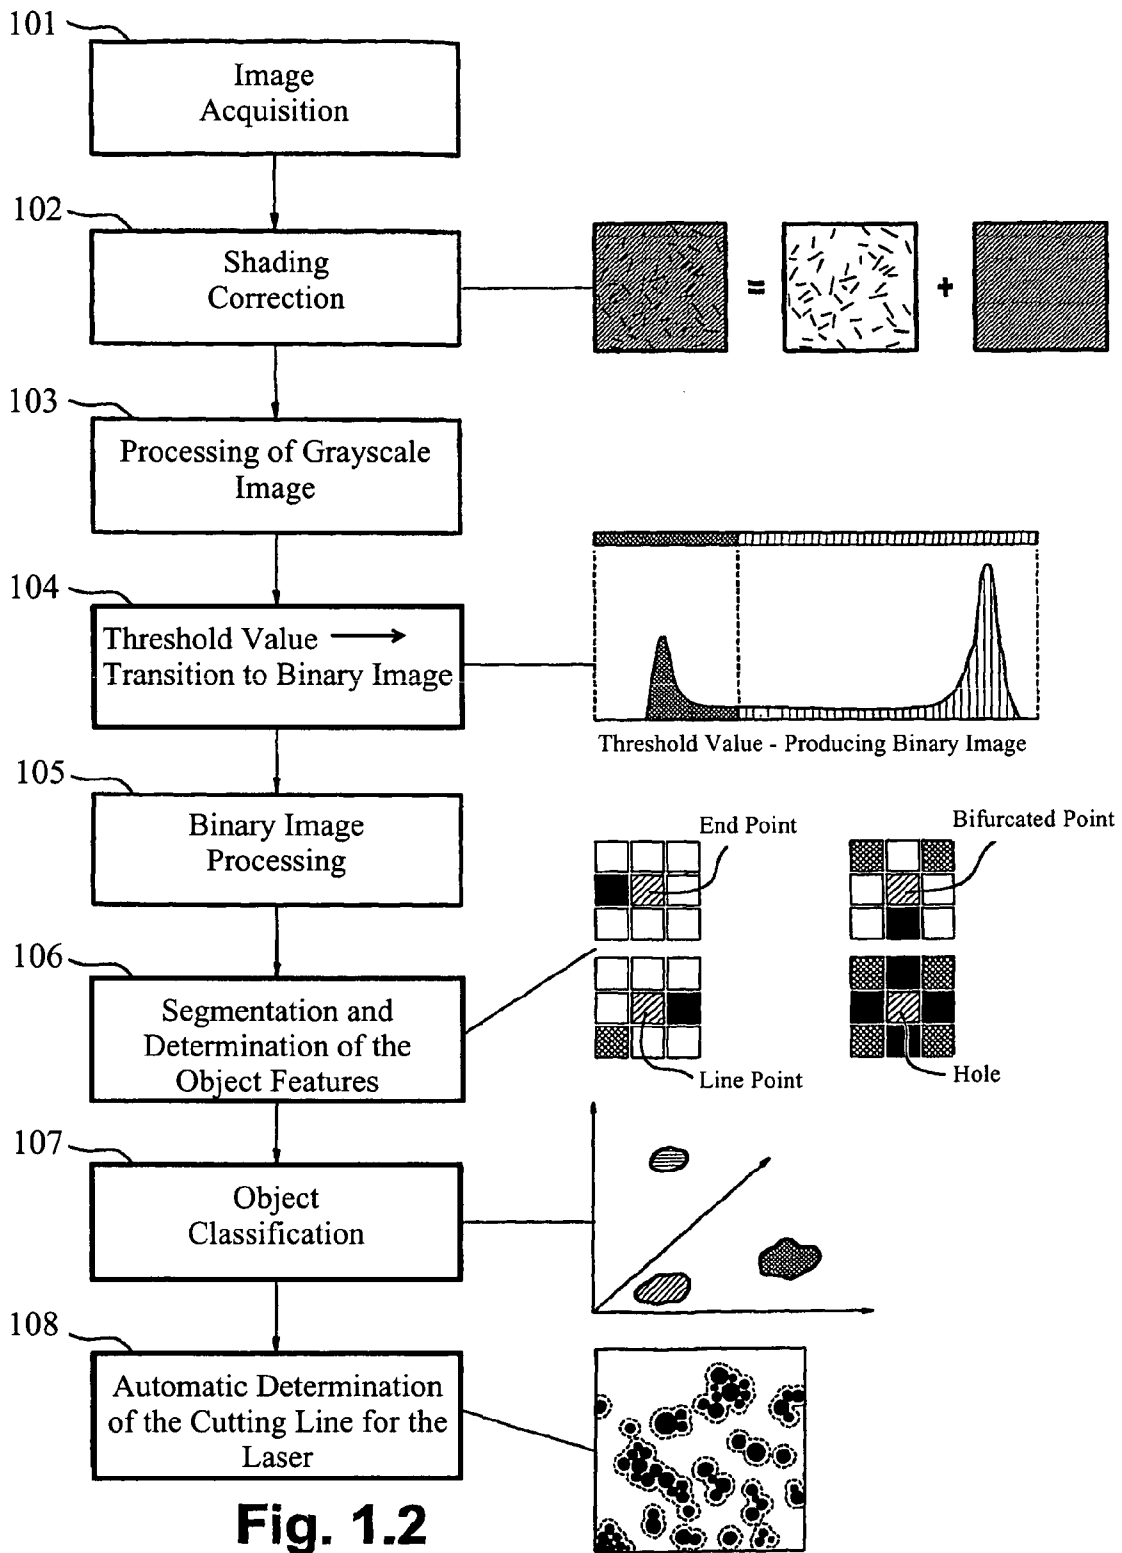 101
Image
Acquisition
102
Shading
Correction
=
+
103
Processing of Grayscale
Image
104
Threshold Value →
Transition to Binary Image
Threshold Value - Producing Binary Image
105
Binary Image
Processing
End Point
Bifurcated Point
106
Segmentation and
Determination of the
Object Features
Line Point
Hole
107
Object
Classification
108
Automatic Determination
of the Cutting Line for the
Laser
Fig. 1.2